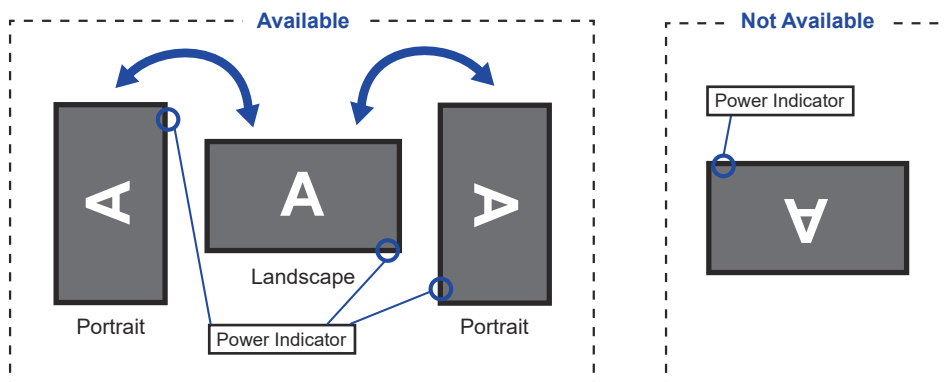 Available
Not Available
Power Indicator
A
A
A
A
Landscape
Portrait
Portrait
Power Indicator